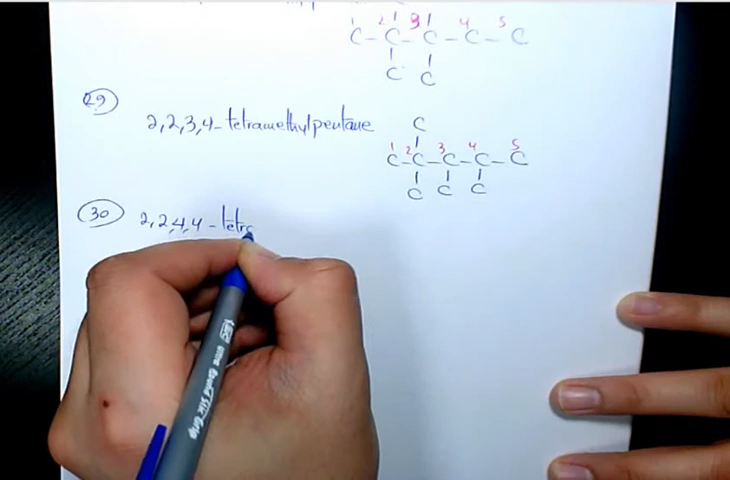 1 2 3 4 5
C - C - C - C - C
C C
29
2,2,3,4-tetramethylpentane
C
1 2 3 4 5
C - C - C - C - C
C C C
30
2,2,4,4-tetra